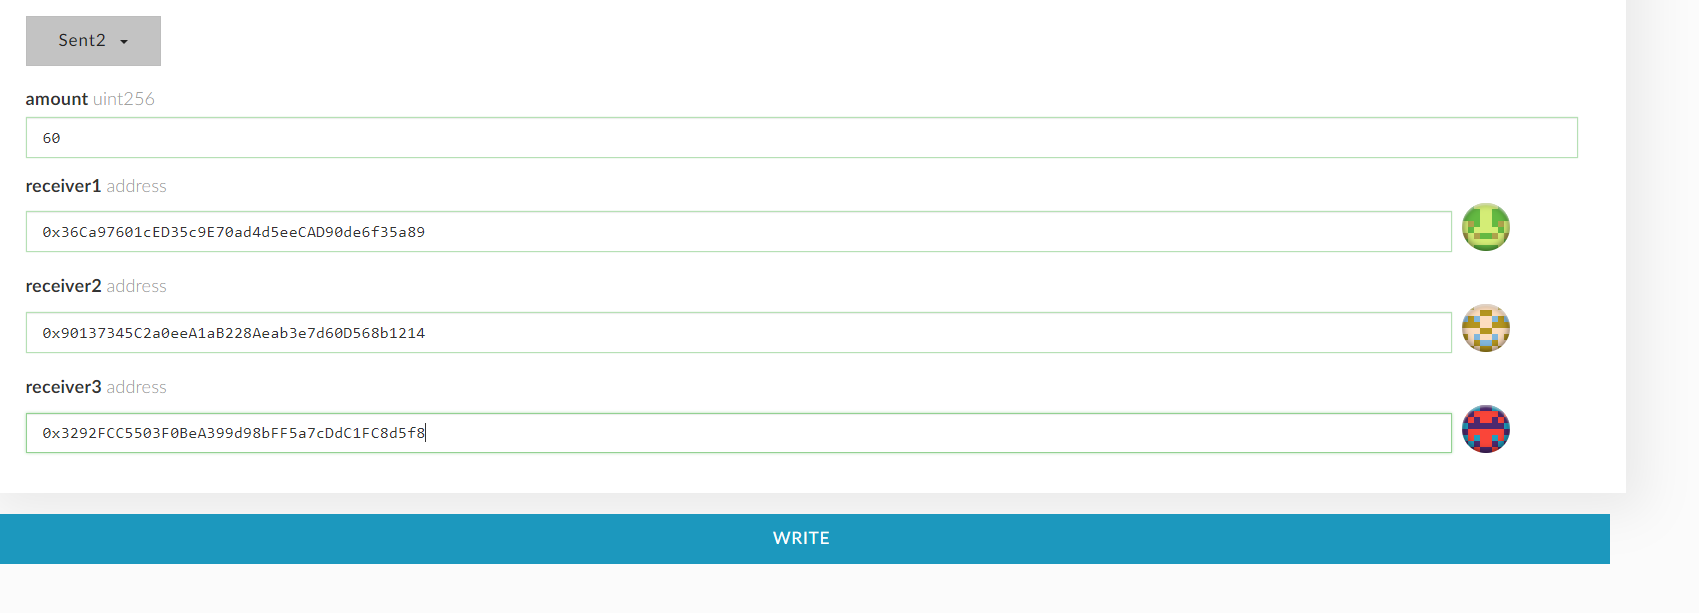 Sent2
amount uint256
60
receiver1 address
0x36Ca97601cED35c9E70ad4d5eeCAD90de6f35a89
receiver2 address
0x90137345C2a0eeA1aB228Aeab3e7d60D568b1214
receiver3 address
0x3292FCC5503F0BeA399d98bFF5a7cDdC1FC8d5f8
WRITE